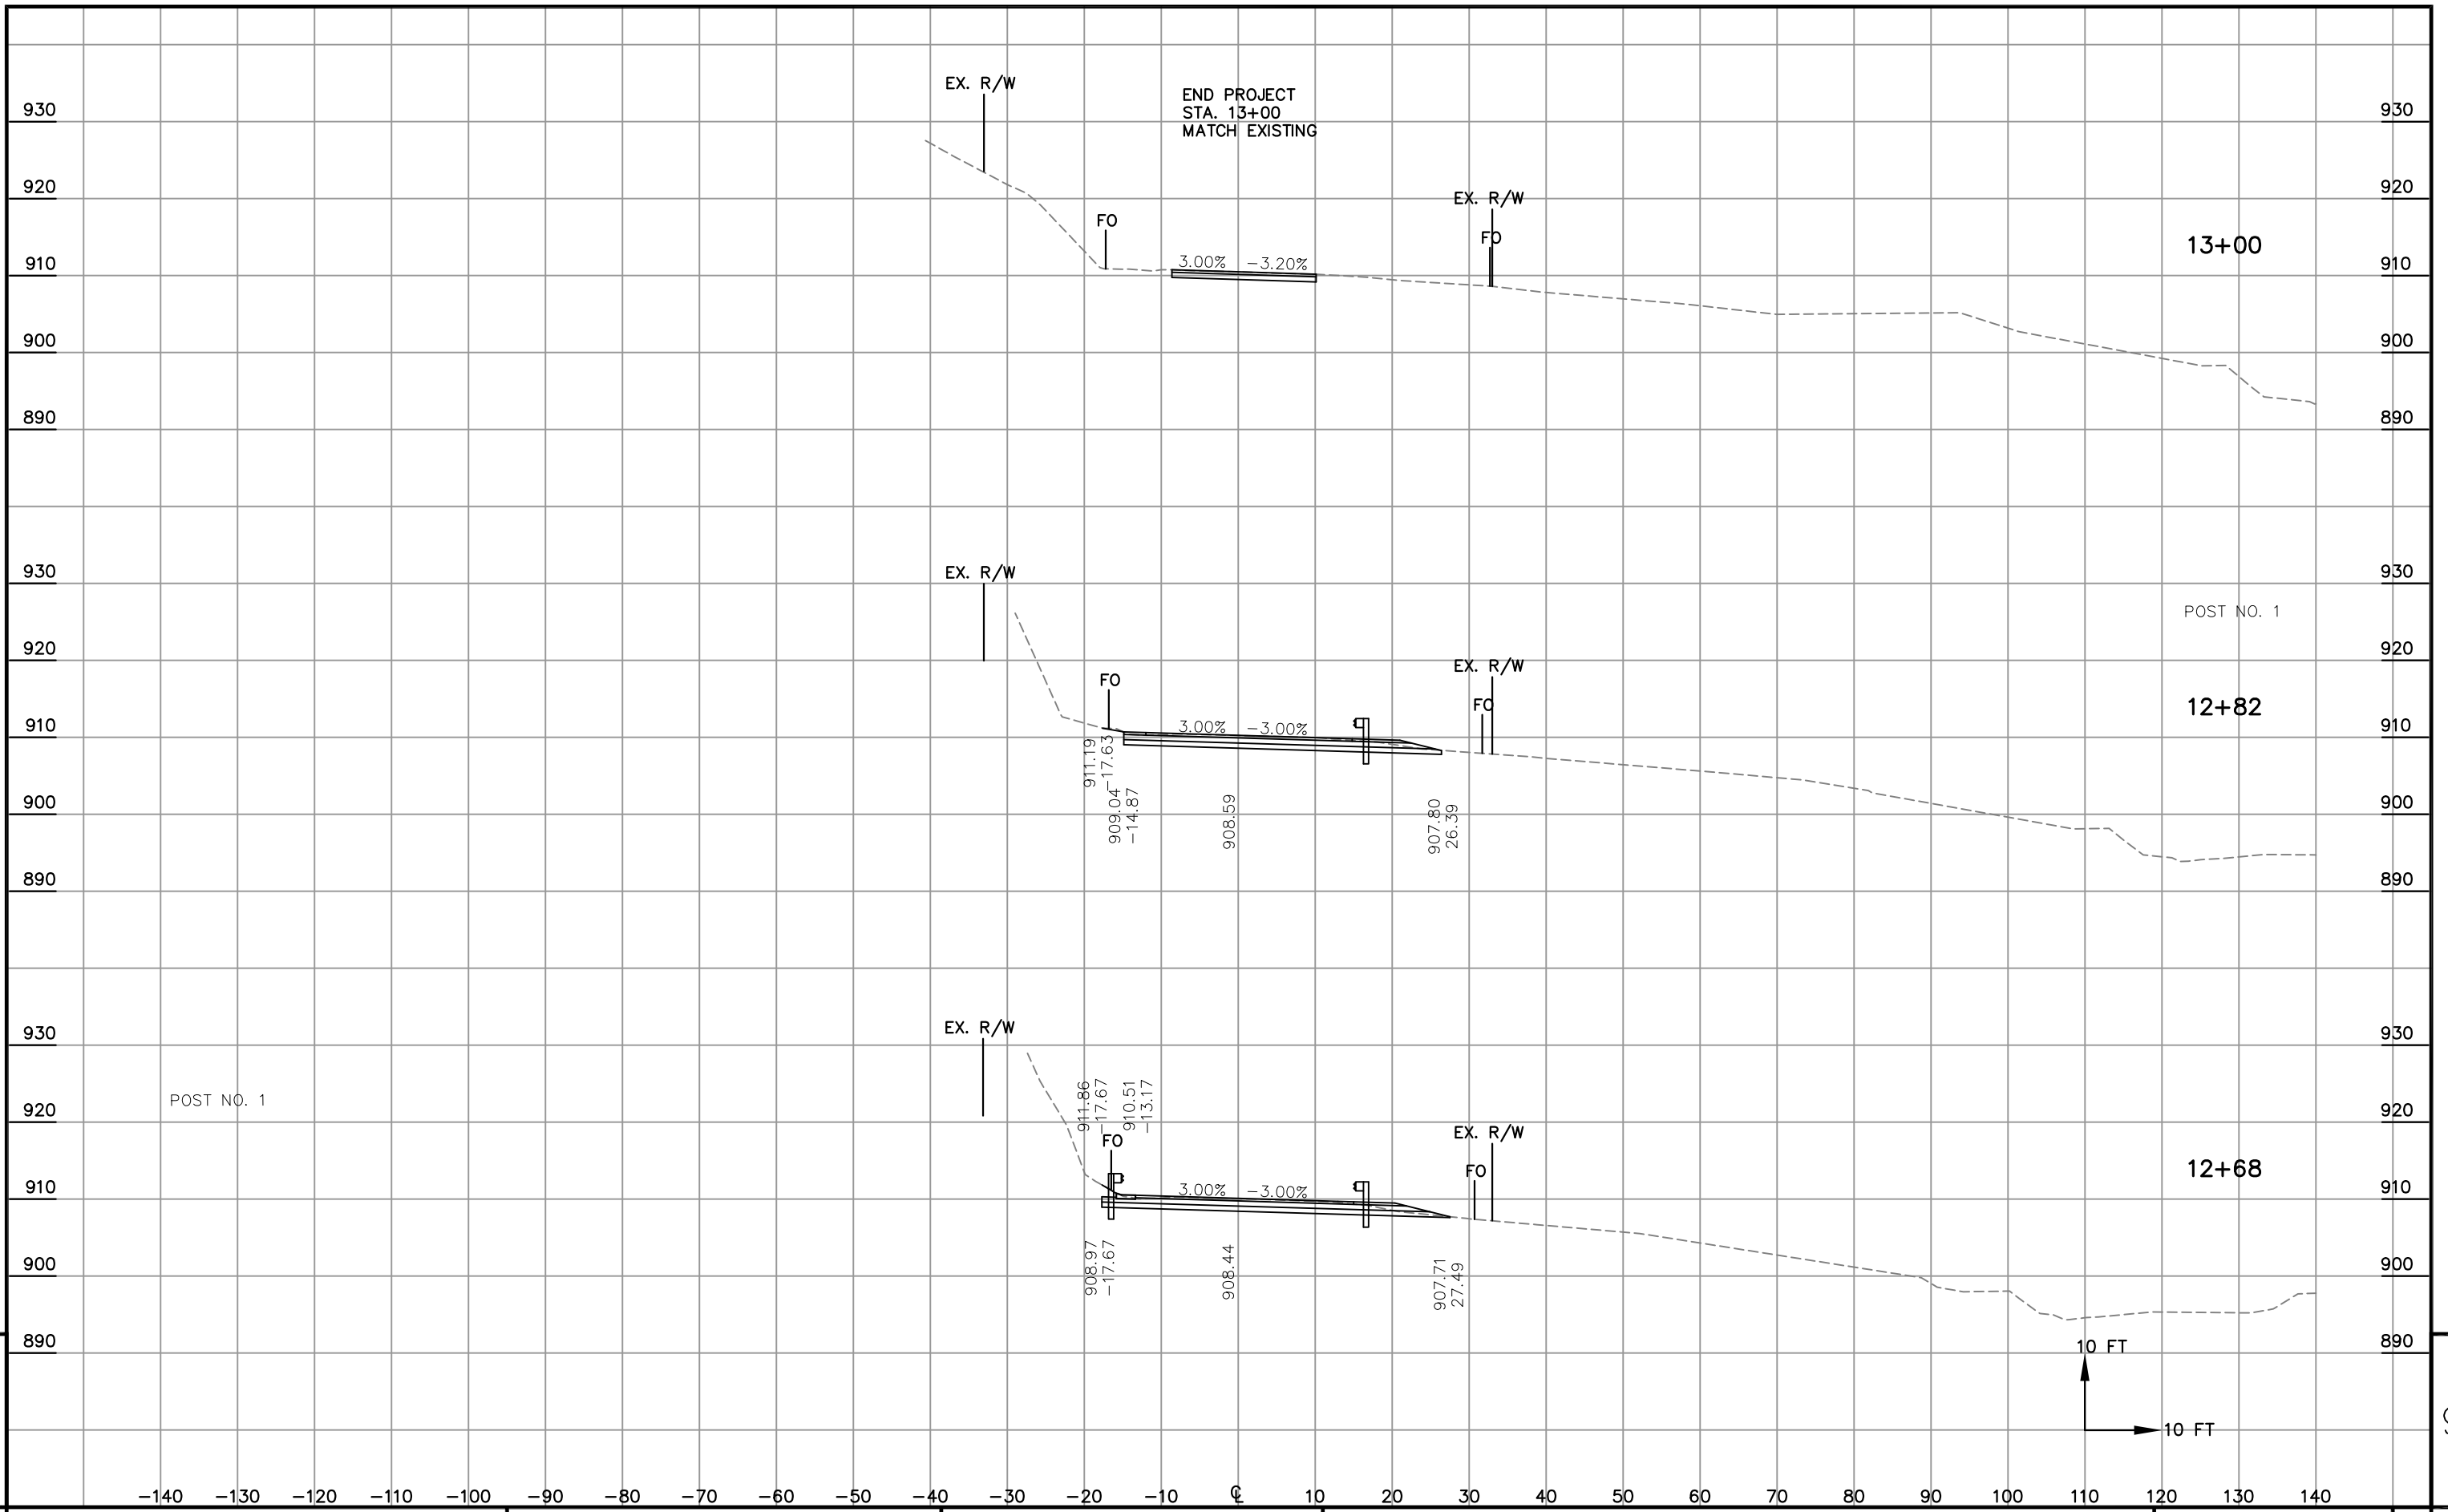 EX. R/W
END PROJECT
STA. 13+00
MATCH EXISTING
930
930
920
EX. R/W
920
FO
FO
13+00
910
3.00%
-3.20%
910
900
900
890
890
EX. R/W
930
930
POST NO. 1
920
EX. R/W
920
FO
FO
12+82
910
3.00%
-3.00%
910
911.19
-17.63
909.04
-14.87
908.59
907.80
26.39
900
900
890
890
EX. R/W
930
930
POST NO. 1
911.86
-17.67
910.51
-13.17
920
920
FO
EX. R/W
FO
12+68
910
3.00%
-3.00%
910
908.97
-17.67
908.44
907.71
27.49
900
900
890
890
10 FT
10 FT
-140 -130 -120 -110 -100 -90 -80 -70 -60 -50 -40 -30 -20 -10 ℄ 10 20 30 40 50 60 70 80 90 100 110 120 130 140